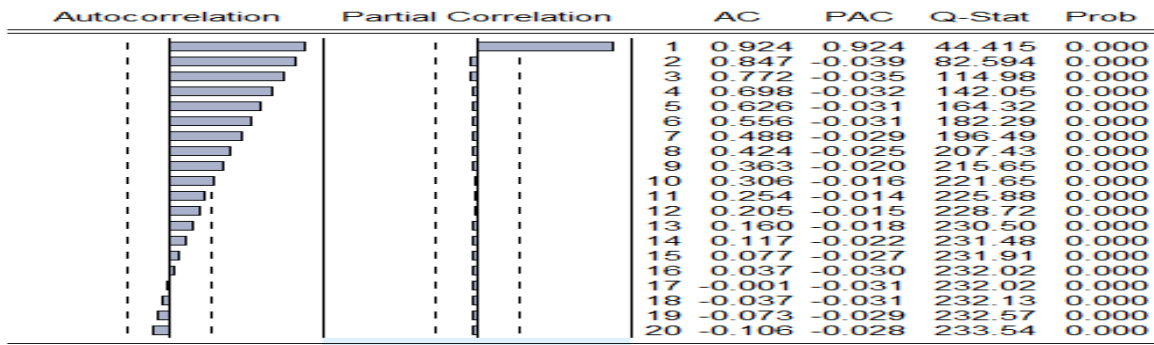 Autocorrelation Partial Correlation AC PAC Q-Stat Prob
1 0.924 0.924 44.415 0.000
2 0.847 -0.039 82.594 0.000
3 0.772 -0.035 114.98 0.000
4 0.698 -0.032 142.05 0.000
5 0.626 -0.031 164.32 0.000
6 0.556 -0.031 182.29 0.000
7 0.488 -0.029 196.49 0.000
8 0.424 -0.025 207.43 0.000
9 0.363 -0.020 215.65 0.000
10 0.306 -0.016 221.65 0.000
11 0.254 -0.014 225.88 0.000
12 0.205 -0.015 228.72 0.000
13 0.160 -0.018 230.50 0.000
14 0.117 -0.022 231.48 0.000
15 0.077 -0.027 231.91 0.000
16 0.037 -0.030 232.02 0.000
17 -0.001 -0.031 232.02 0.000
18 -0.037 -0.031 232.13 0.000
19 -0.073 -0.029 232.57 0.000
20 -0.106 -0.028 233.54 0.000